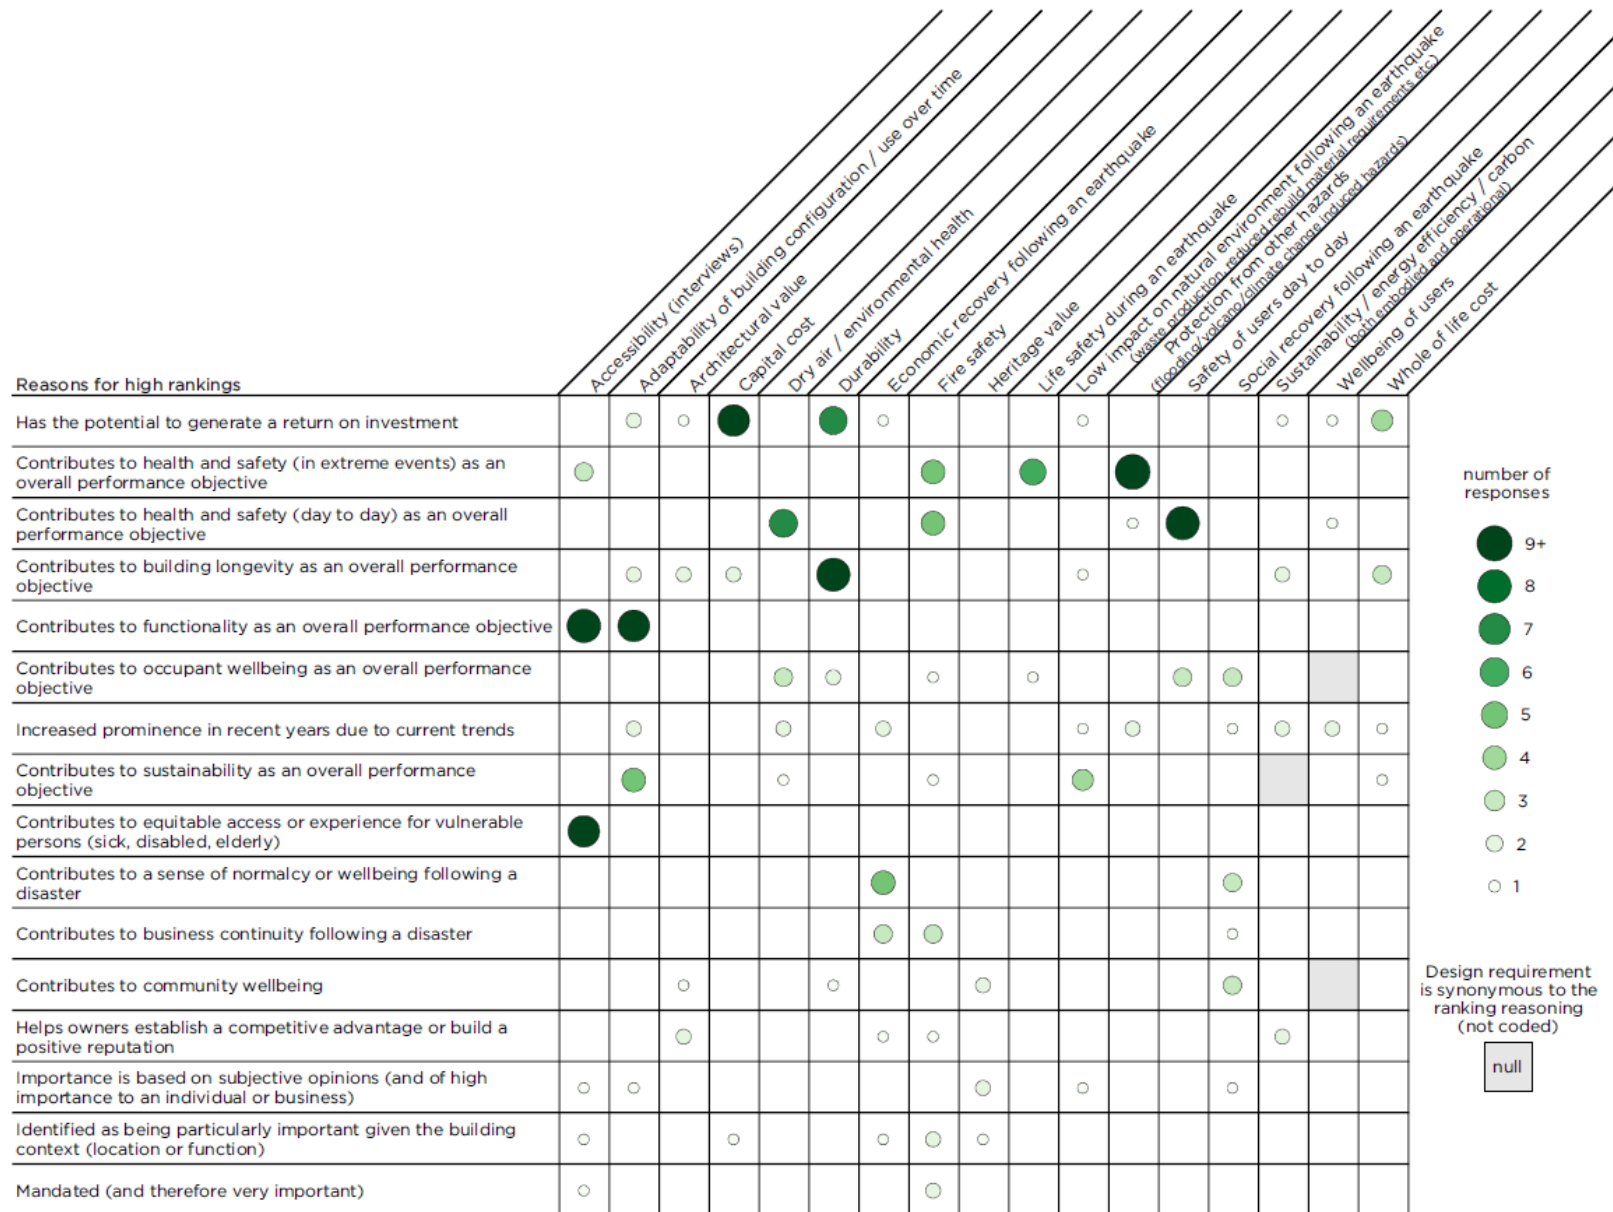 Accessibility (interviews)
Adaptability of building configuration / use over time
Architectural value
Capital cost
Dry air / environmental health
Durability
Economic recovery following an earthquake
Fire safety
Heritage value
Life safety during an earthquake
Low impact on natural environment following an earthquake
(waste production, reduced rebuild material requirements etc)
Protection from other hazards
(flooding/volcano/climate change induced hazards)
Safety of users day to day
Social recovery following an earthquake
Sustainability / energy efficiency / carbon
(both embodied and operational)
Wellbeing of users
Whole of life cost
Reasons for high rankings
Has the potential to generate a return on investment
Contributes to health and safety (in extreme events) as an
overall performance objective
Contributes to health and safety (day to day) as an overall
performance objective
Contributes to building longevity as an overall performance
objective
Contributes to functionality as an overall performance objective
Contributes to occupant wellbeing as an overall performance
objective
Increased prominence in recent years due to current trends
Contributes to sustainability as an overall performance
objective
Contributes to equitable access or experience for vulnerable
persons (sick, disabled, elderly)
Contributes to a sense of normalcy or wellbeing following a
disaster
Contributes to business continuity following a disaster
Contributes to community wellbeing
Helps owners establish a competitive advantage or build a
positive reputation
Importance is based on subjective opinions (and of high
importance to an individual or business)
Identified as being particularly important given the building
context (location or function)
Mandated (and therefore very important)
number of
responses
9+
8
7
6
5
4
3
2
1
Design requirement
is synonymous to the
ranking reasoning
(not coded)
null